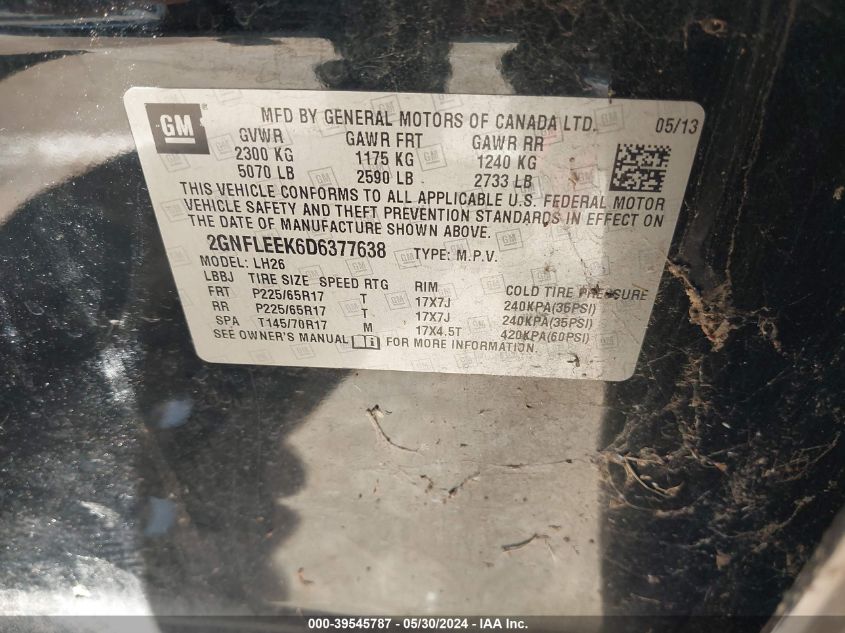 GM MFD BY GENERAL MOTORS OF CANADA LTD. 05/13
GVWR GAWR FRT GAWR RR
2300 KG 1175 KG 1240 KG
5070 LB 2590 LB 2733 LB
THIS VEHICLE CONFORMS TO ALL APPLICABLE U.S. FEDERAL MOTOR
VEHICLE SAFETY AND THEFT PREVENTION STANDARDS IN EFFECT ON
THE DATE OF MANUFACTURE SHOWN ABOVE.
2GNFLEEK6D6377638 TYPE: M.P.V.
MODEL: LH26
LBBJ TIRE SIZE SPEED RTG RIM COLD TIRE PRESSURE
FRT P225/65R17 T 17X7J 240KPA(35PSI)
RR P225/65R17 T 17X7J 240KPA(35PSI)
SPA T145/70R17 M 17X4.5T 420KPA(60PSI)
SEE OWNER'S MANUAL FOR MORE INFORMATION.
000-39545787 - 05/30/2024 - IAA Inc.